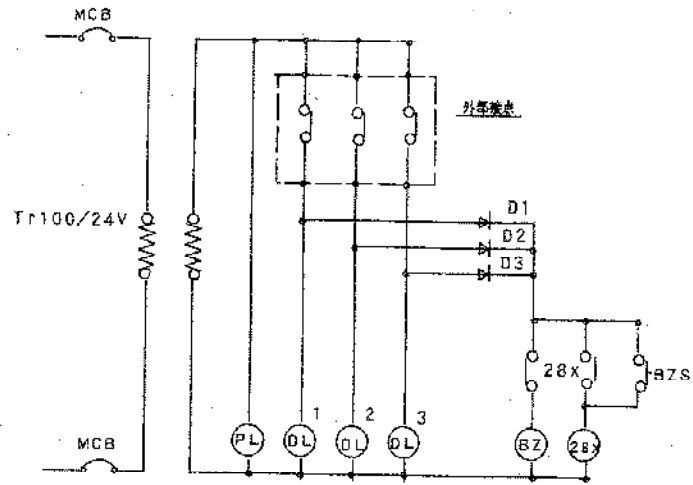 MCB
外部接点
Tr100/24V
D1
D2
D3
28x
BZS
1
2
3
PL
DL
DL
DL
BZ
28x
MCB